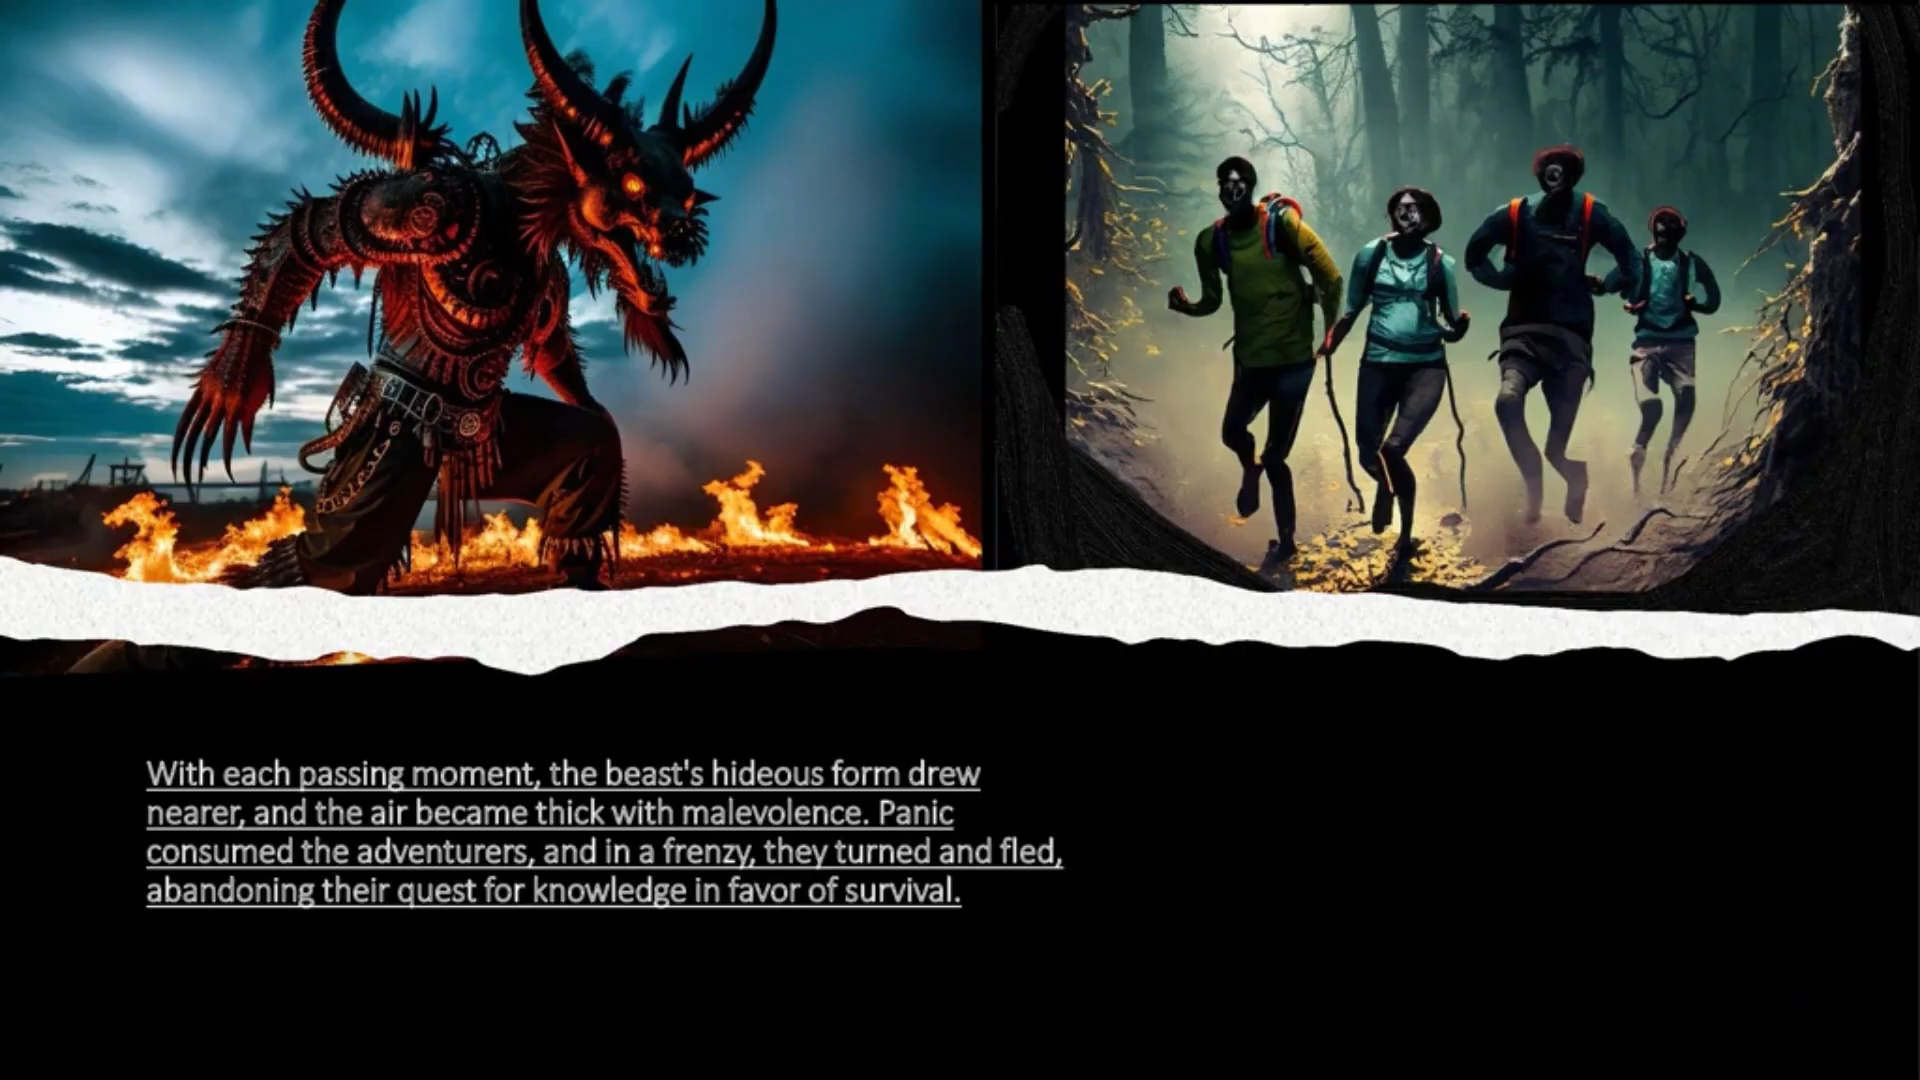 With each passing moment, the beast's hideous form drew
nearer, and the air became thick with malevolence. Panic
consumed the adventurers, and in a frenzy, they turned and fled,
abandoning their quest for knowledge in favor of survival.